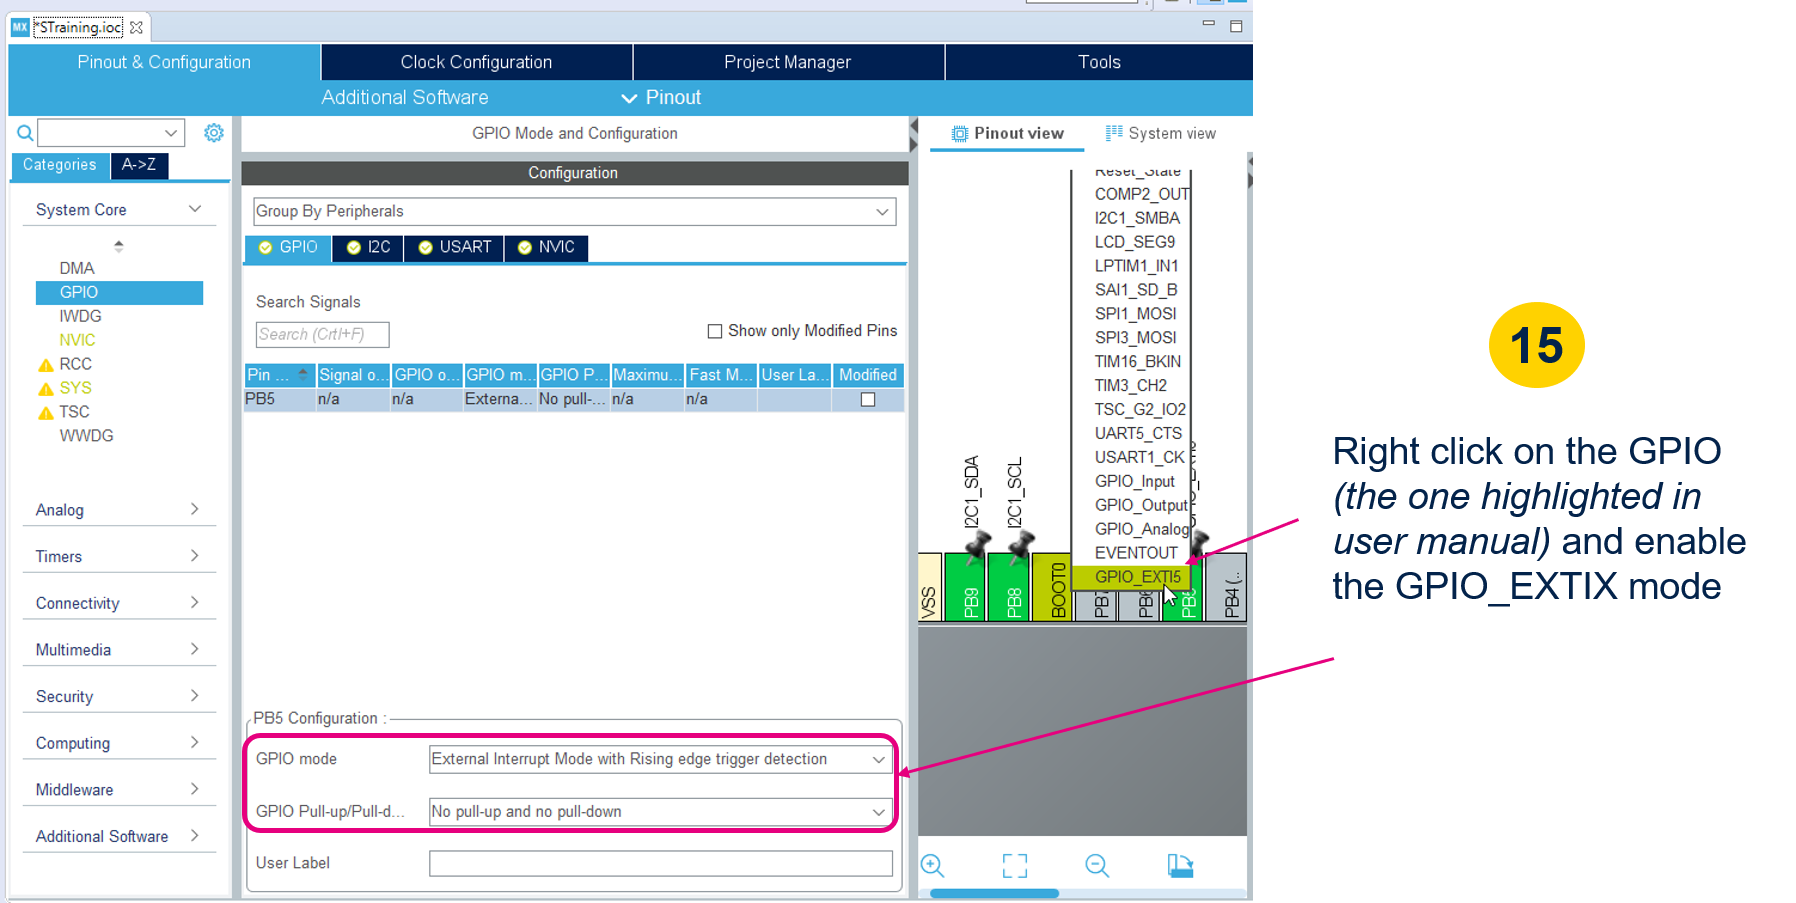 MX *STraining.ioc
Pinout & Configuration
Clock Configuration
Project Manager
Tools
Additional Software
Pinout
GPIO Mode and Configuration
Pinout view
System view
Categories
A->Z
Configuration
System Core
Group By Peripherals
GPIO
I2C
USART
NVIC
DMA
GPIO
IWDG
NVIC
RCC
SYS
TSC
WWDG
Search Signals
Search (Crtl+F)
Show only Modified Pins
Pin ...
Signal o...
GPIO o...
GPIO m...
GPIO P...
Maximu...
Fast M...
User La...
Modified
PB5
n/a
n/a
Externa...
No pull-...
n/a
n/a
Analog
Timers
Connectivity
Multimedia
Security
Computing
Middleware
Additional Software
PB5 Configuration :
GPIO mode
External Interrupt Mode with Rising edge trigger detection
GPIO Pull-up/Pull-d...
No pull-up and no pull-down
User Label
Reset_State
COMP2_OUT
I2C1_SMBA
LCD_SEG9
LPTIM1_IN1
SAI1_SD_B
SPI1_MOSI
SPI3_MOSI
TIM16_BKIN
TIM3_CH2
TSC_G2_IO2
UART5_CTS
USART1_CK
GPIO_Input
GPIO_Output
GPIO_Analog
EVENTOUT
GPIO_EXTI5
I2C1_SDA
I2C1_SCL
VSS
PB9
PB8
BOOT0
PB7
PB6
PB5
PB4 (..
15
Right click on the GPIO
(the one highlighted in
user manual) and enable
the GPIO_EXTIX mode